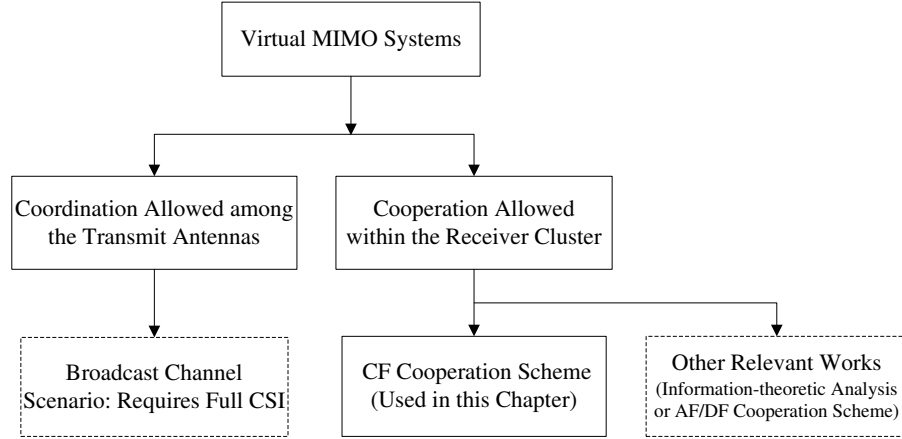 Virtual MIMO Systems
Coordination Allowed among
the Transmit Antennas
Cooperation Allowed
within the Receiver Cluster
Broadcast Channel
Scenario: Requires Full CSI
CF Cooperation Scheme
(Used in this Chapter)
Other Relevant Works
(Information-theoretic Analysis
or AF/DF Cooperation Scheme)